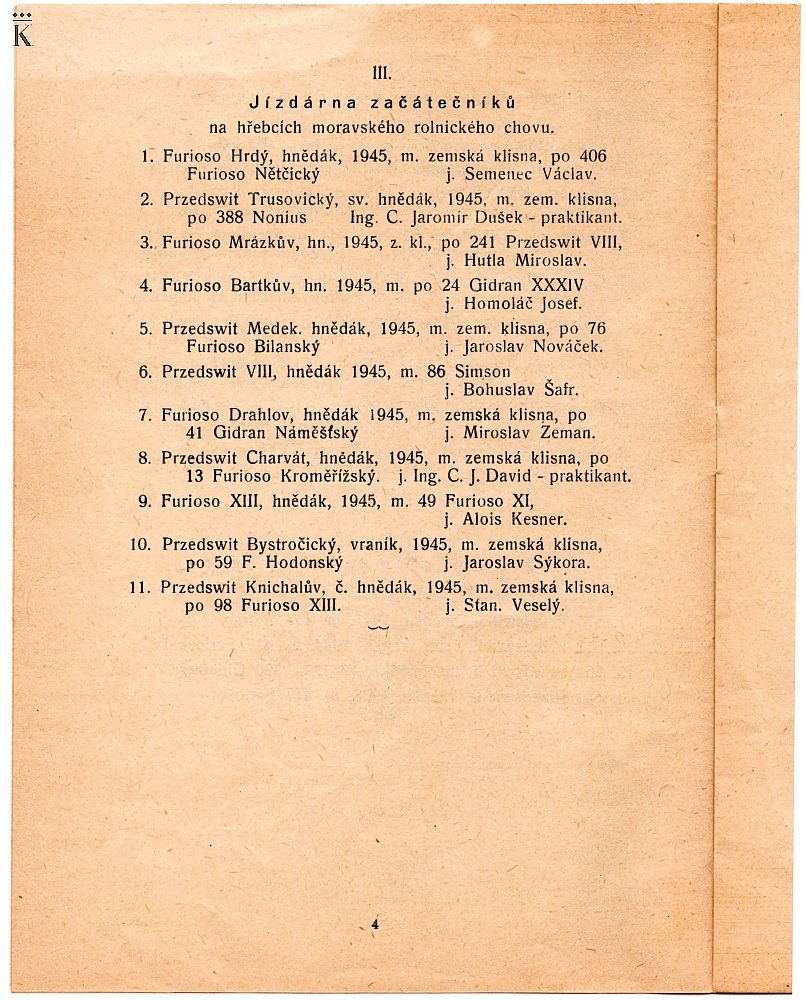 K
III.
Jízdárna začátečníků
na hřebcích moravského rolnického chovu.
1. Furioso Hrdý, hnědák, 1945, m. zemská klisna, po 406
Furioso Nětčický j. Semenec Václav.
2. Przedswit Trusovický, sv. hnědák, 1945, m. zem. klisna,
po 388 Nonius Ing. C. Jaromír Dušek - praktikant.
3. Furioso Mrázkův, hn., 1945, z. kl., po 241 Przedswit VIII,
j. Hutla Miroslav.
4. Furioso Bartkův, hn. 1945, m. po 24 Gidran XXXIV
j. Homoláč Josef.
5. Przedswit Medek. hnědák, 1945, m. zem. klisna, po 76
Furioso Bilanský j. Jaroslav Nováček.
6. Przedswit VIII, hnědák 1945, m. 86 Simson
j. Bohuslav Šafr.
7. Furioso Drahlov, hnědák 1945, m. zemská klisna, po
41 Gidran Náměšťský j. Miroslav Zeman.
8. Przedswit Charvát, hnědák, 1945, m. zemská klisna, po
13 Furioso Kroměřížský. j. Ing. C. J. David - praktikant.
9. Furioso XIII, hnědák, 1945, m. 49 Furioso XI,
j. Alois Kesner.
10. Przedswit Bystročický, vraník, 1945, m. zemská klisna,
po 59 F. Hodonský j. Jaroslav Sýkora.
11. Przedswit Knichalův, č. hnědák, 1945, m. zemská klisna,
po 98 Furioso XIII. j. Stan. Veselý.
4